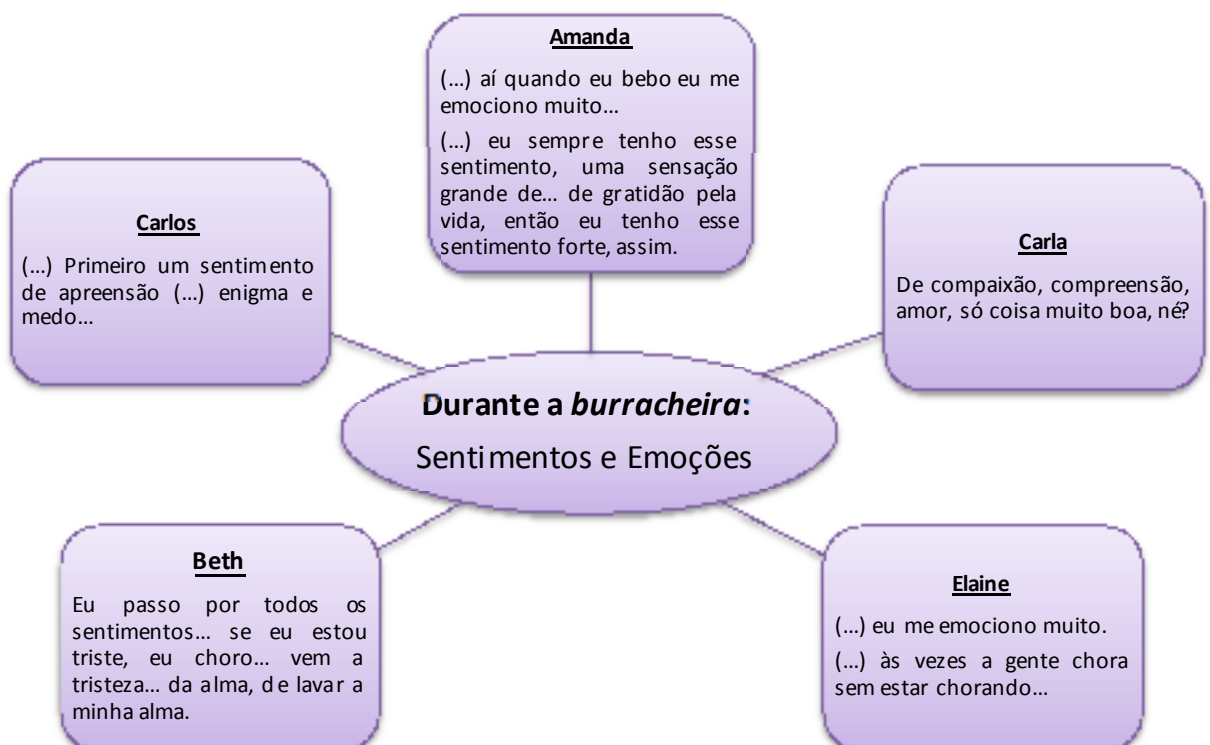 Amanda
(...) aí quando eu bebo eu me
emociono muito...
(...) eu sempre tenho esse
sentimento, uma sensação
grande de... de gratidão pela
vida, então eu tenho esse
sentimento forte, assim.
Carlos
(...) Primeiro um sentimento
de apreensão (...) enigma e
medo...
Carla
De compaixão, compreensão,
amor, só coisa muito boa, né?
Durante a burracheira:
Sentimentos e Emoções
Beth
Eu passo por todos os
sentimentos... se eu estou
triste, eu choro... vem a
tristeza... da alma, de lavar a
minha alma.
Elaine
(...) eu me emociono muito.
(...) às vezes a gente chora
sem estar chorando...